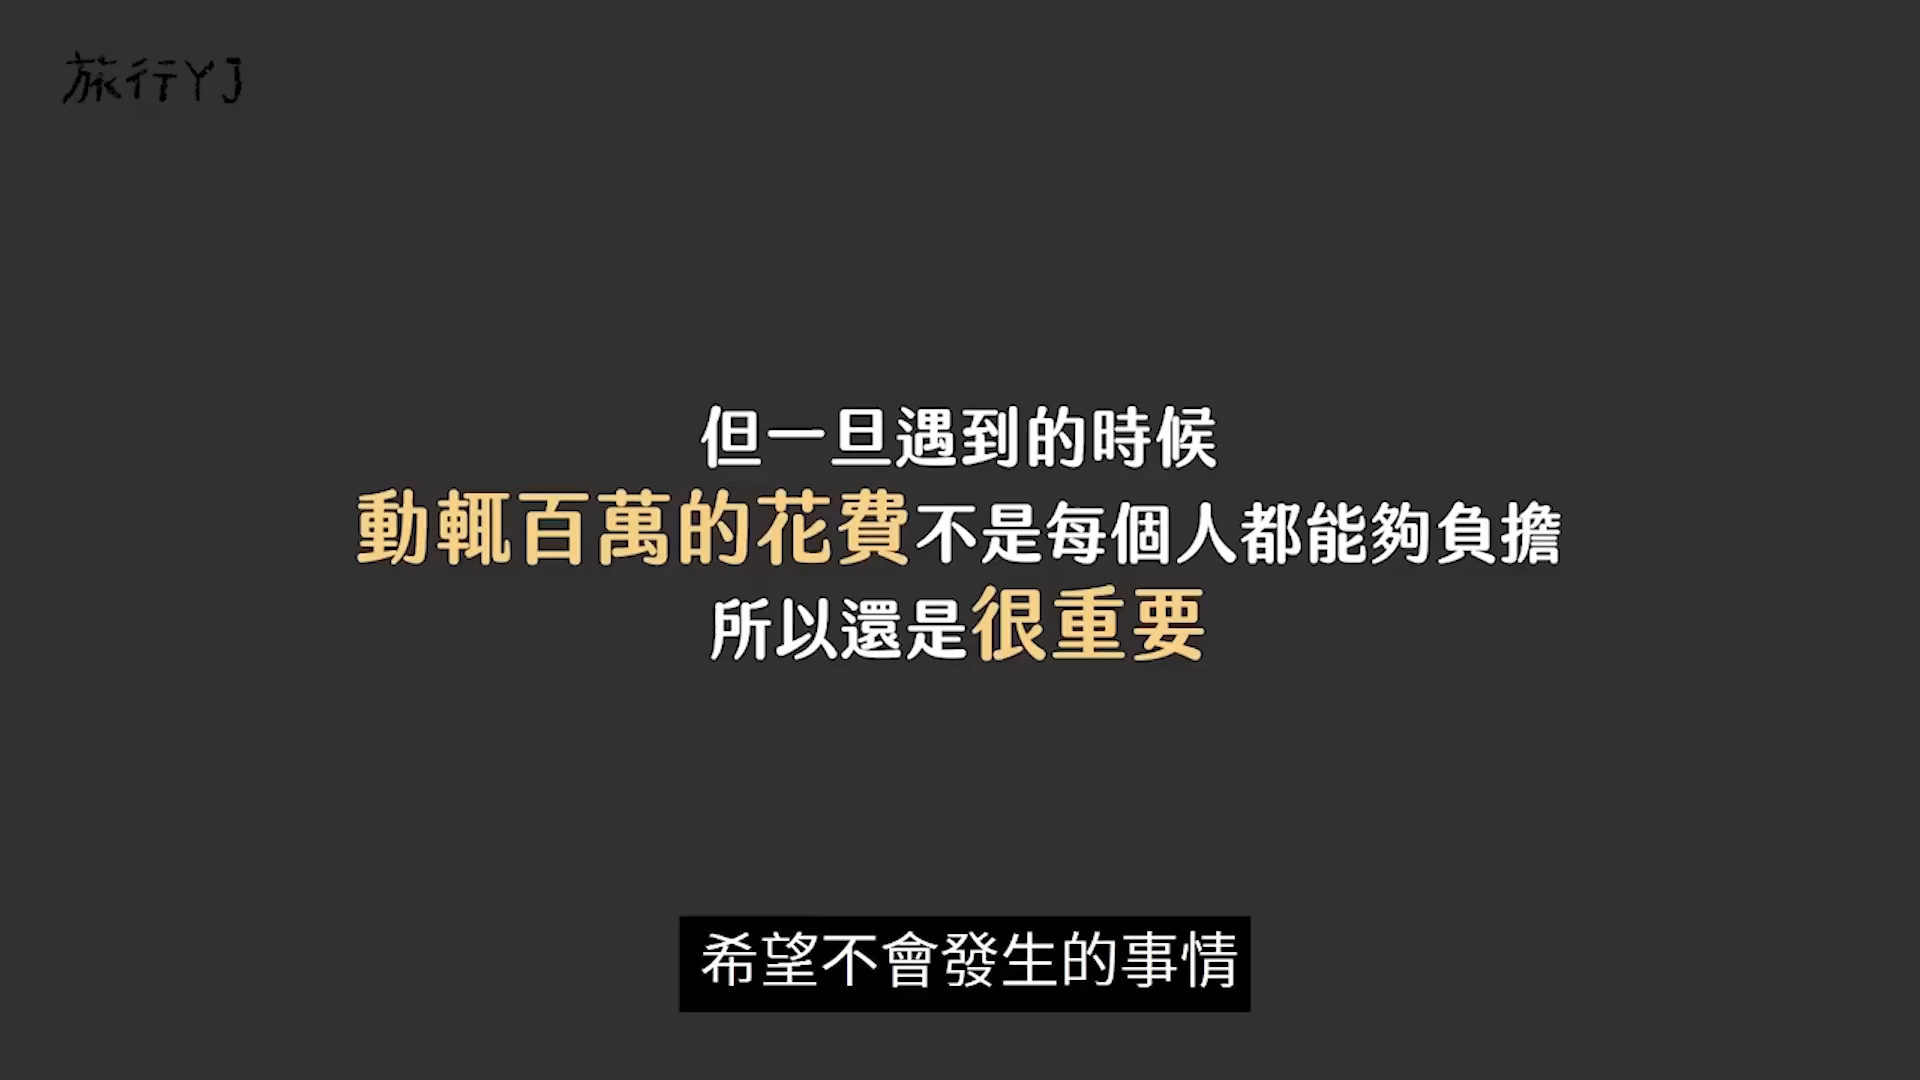 旅行YJ
但一旦遇到的時候
動輒百萬的花費不是每個人都能夠負擔
所以還是很重要
希望不會發生的事情